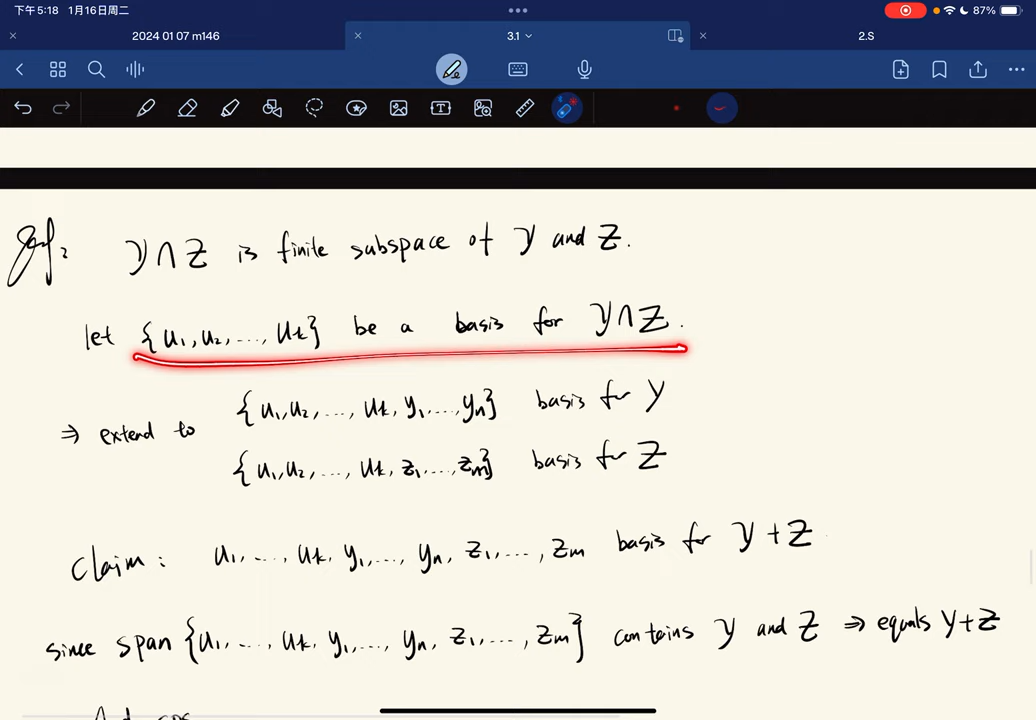 下午5:18 1月16日周二 87%
2024 01 07 m146 3.1 2.S
Y∩Z is finite subspace of Y and Z.
let {u₁,u₂,...,uk} be a basis for Y∩Z.
⇒ extend to {u₁,u₂,...,uk,y₁,...,yn} basis for Y
{u₁,u₂,...,uk,z₁,...,zm} basis for Z
claim: u₁,...,uk,y₁,...,yn,z₁,...,zm basis for Y+Z
since span {u₁,...,uk,y₁,...,yn,z₁,...,zm} contains Y and Z ⇒ equals Y+Z